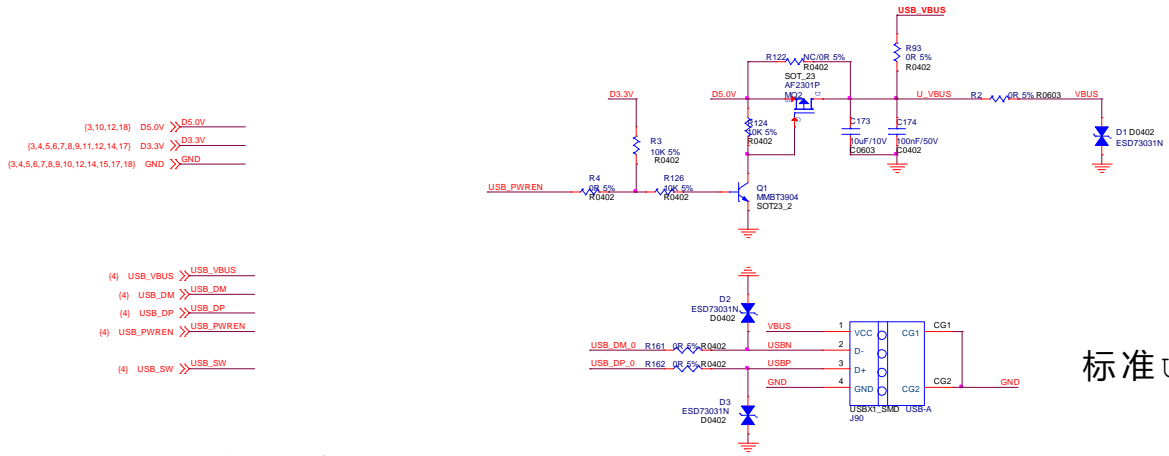 USB_VBUS
R93
0R 5%
R0402
R122 NC/0R 5%
R0402
SOT_23
AF2301P
MQ2
D3.3V
D5.0V
U_VBUS
R2 0R 5% R0603
VBUS
{3,10,12,18} D5.0V D5.0V
{3,4,5,6,7,8,9,11,12,14,17} D3.3V D3.3V
{3,4,5,6,7,8,9,10,12,14,15,17,18} GND GND
R3
10K 5%
R0402
R124
10K 5%
R0402
C173
10uF/10V
C0603
C174
100nF/50V
C0402
D1 D0402
ESD73031N
USB_PWREN
R4
0R 5%
R0402
R126
10K 5%
R0402
Q1
MMBT3904
SOT23_2
{4} USB_VBUS USB_VBUS
{4} USB_DM USB_DM
{4} USB_DP USB_DP
{4} USB_PWREN USB_PWREN
{4} USB_SW USB_SW
D2
ESD73031N
D0402
VBUS 1 VCC CG1 CG1
USB_DM_0 R161 0R 5% R0402 USBN 2 D-
USB_DP_0 R162 0R 5% R0402 USBP 3 D+
GND 4 GND CG2 CG2 GND
USBX1_SMD USB-A
J90
D3
ESD73031N
D0402
标准